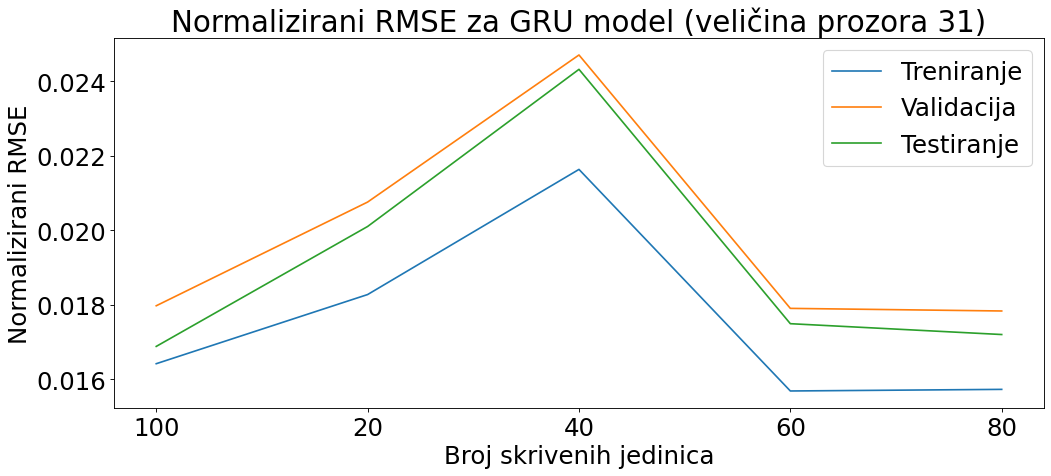 Normalizirani RMSE za GRU model (veličina prozora 31)
Normalizirani RMSE
0.024
0.022
0.020
0.018
0.016
Treniranje
Validacija
Testiranje
100 20 40 60 80
Broj skrivenih jedinica